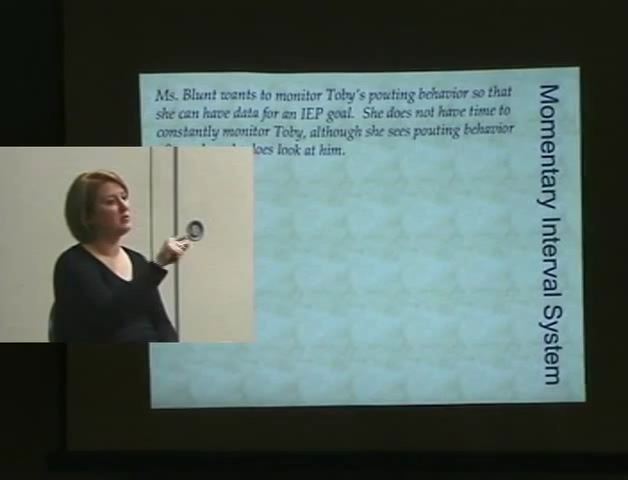 Ms. Blunt wants to monitor Toby's pouting behavior so that
she can have data for an IEP goal. She does not have time to
constantly monitor Toby, although she sees pouting behavior
does look at him.
Momentary Interval System